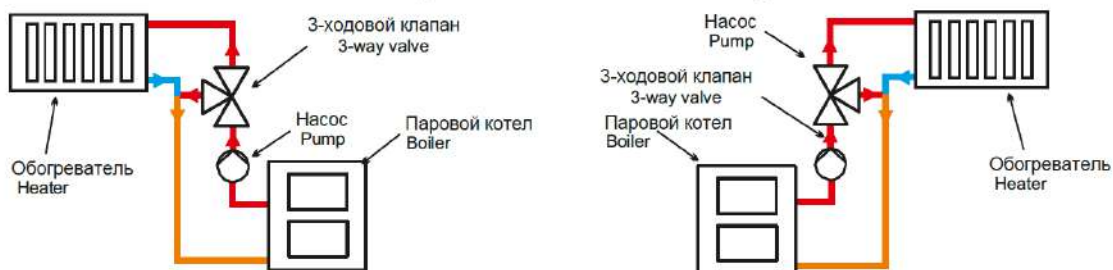 3-ходовой клапан
3-way valve
Насос
Pump
Паровой котел
Boiler
Обогреватель
Heater
Насос
Pump
3-ходовой клапан
3-way valve
Паровой котел
Boiler
Обогреватель
Heater